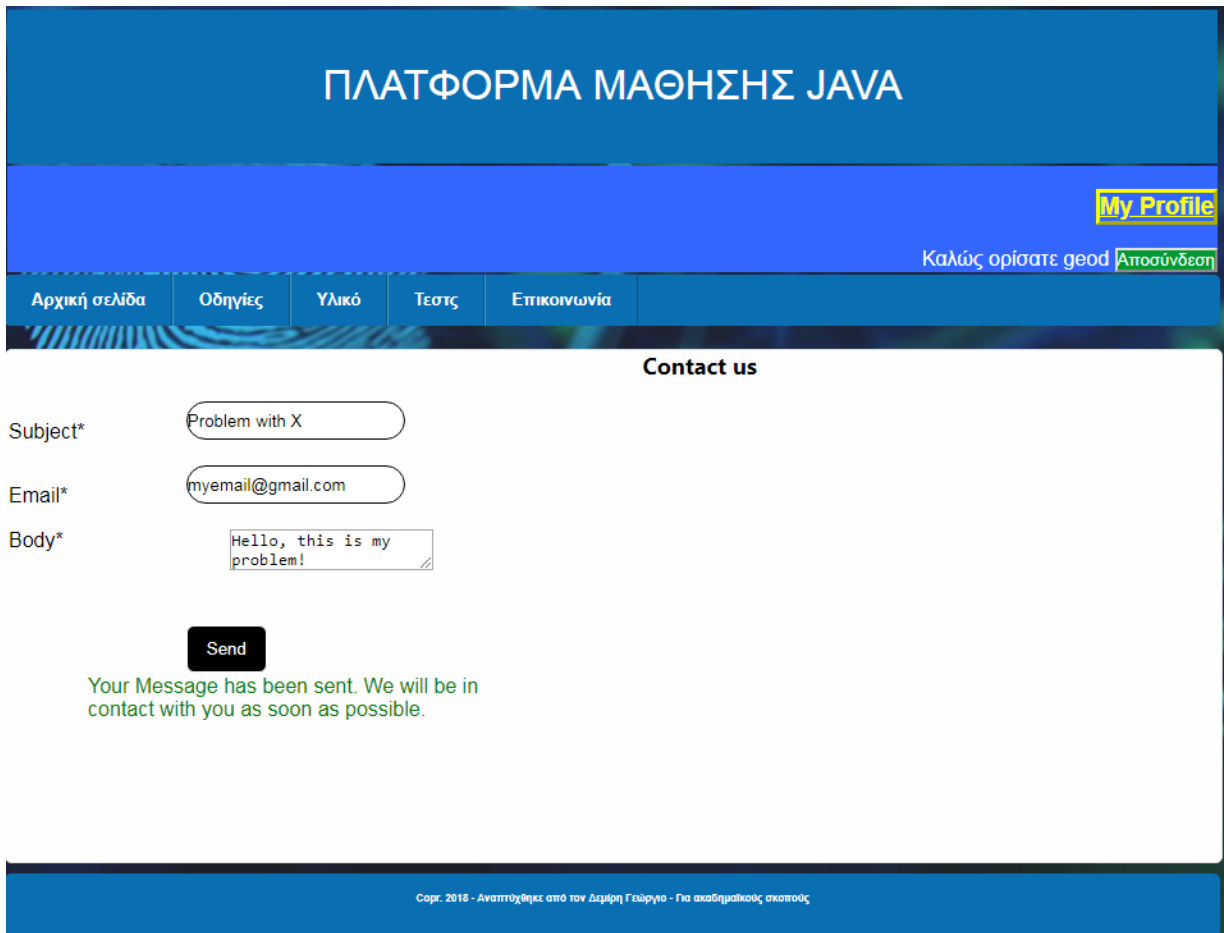 ΠΛΑΤΦΟΡΜΑ ΜΑΘΗΣΗΣ JAVA
My Profile
Καλώς ορίσατε geod Αποσύνδεση
Αρχική σελίδα Οδηγίες Υλικό Τεστς Επικοινωνία
Contact us
Subject* Problem with X
Email* myemail@gmail.com
Body* Hello, this is my
problem!
Send
Your Message has been sent. We will be in
contact with you as soon as possible.
Copr. 2018 - Αναπτύχθηκε από τον Δεμίρη Γεώργιο - Για ακαδημαϊκούς σκοπούς